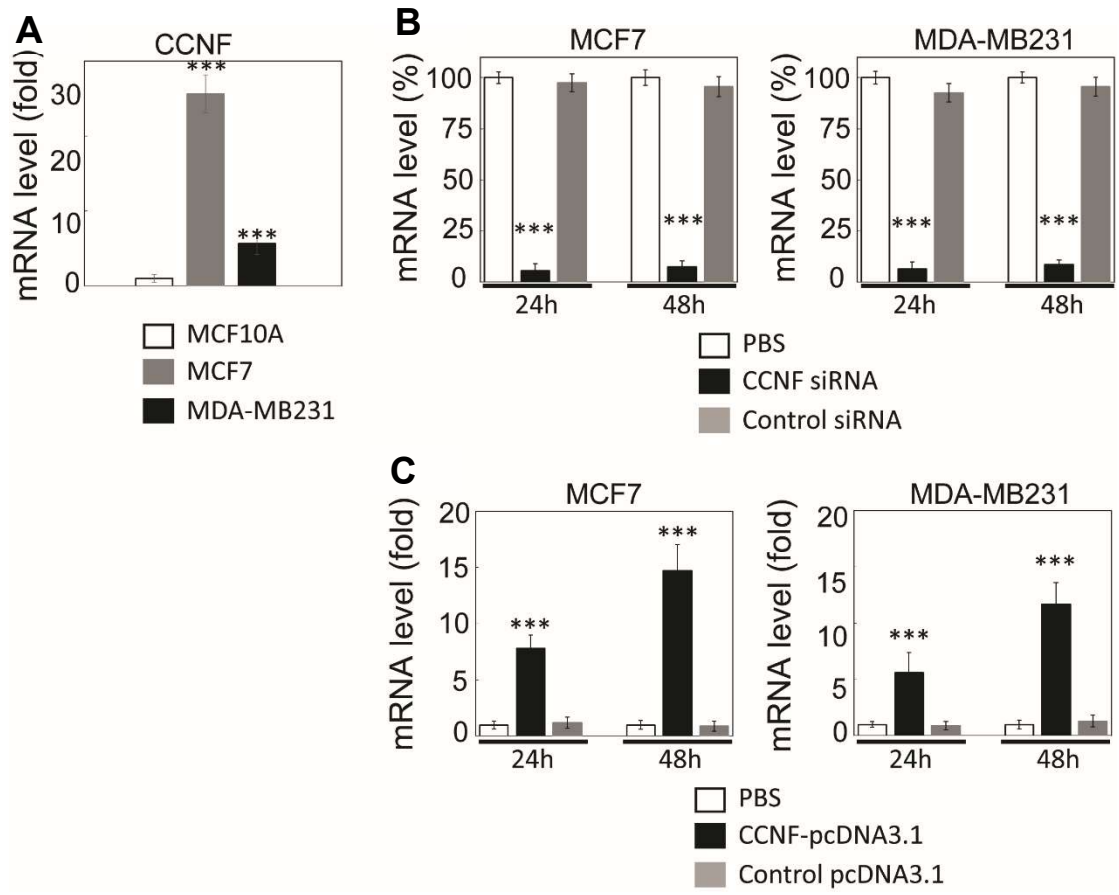 A
CCNF
mRNA level (fold)
30
20
10
0
***
***
MCF10A
MCF7
MDA-MB231
B
MCF7
mRNA level (%)
100
75
50
25
0
***
***
24h
48h
MDA-MB231
mRNA level (%)
100
75
50
25
0
***
***
24h
48h
PBS
CCNF siRNA
Control siRNA
C
MCF7
mRNA level (fold)
20
15
10
5
0
***
***
24h
48h
MDA-MB231
mRNA level (fold)
20
15
10
5
0
***
***
24h
48h
PBS
CCNF-pcDNA3.1
Control pcDNA3.1